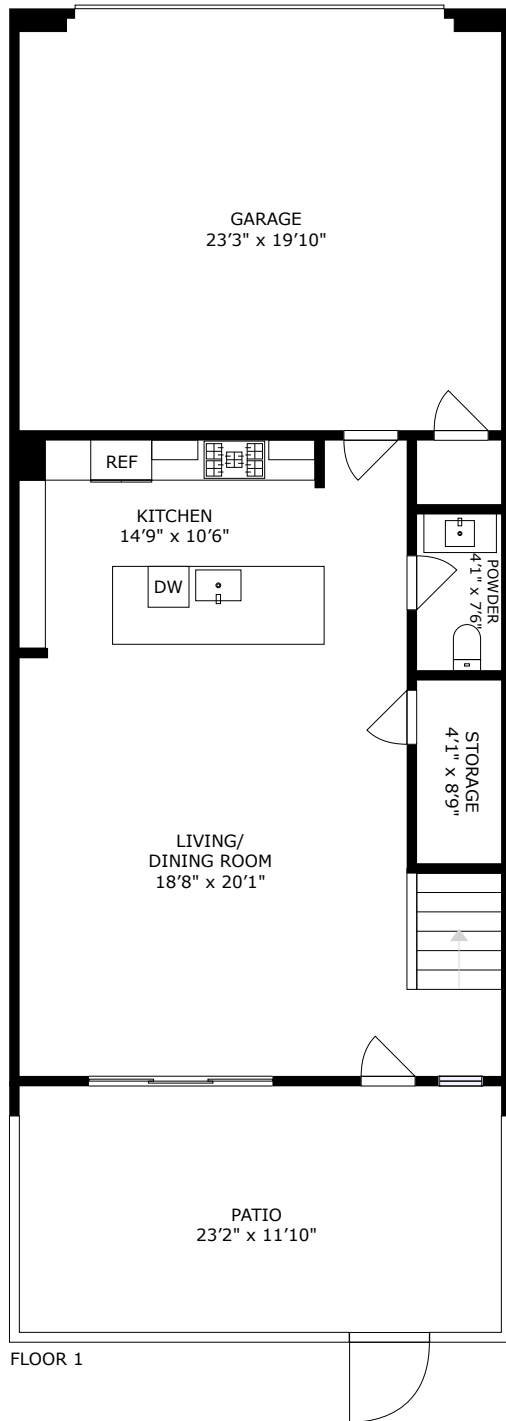 GARAGE
23'3" x 19'10"
REF
KITCHEN
14'9" x 10'6"
DW
POWDER
4'1" x 7'6"
STORAGE
4'1" x 8'9"
LIVING/
DINING ROOM
18'8" x 20'1"
PATIO
23'2" x 11'10"
FLOOR 1